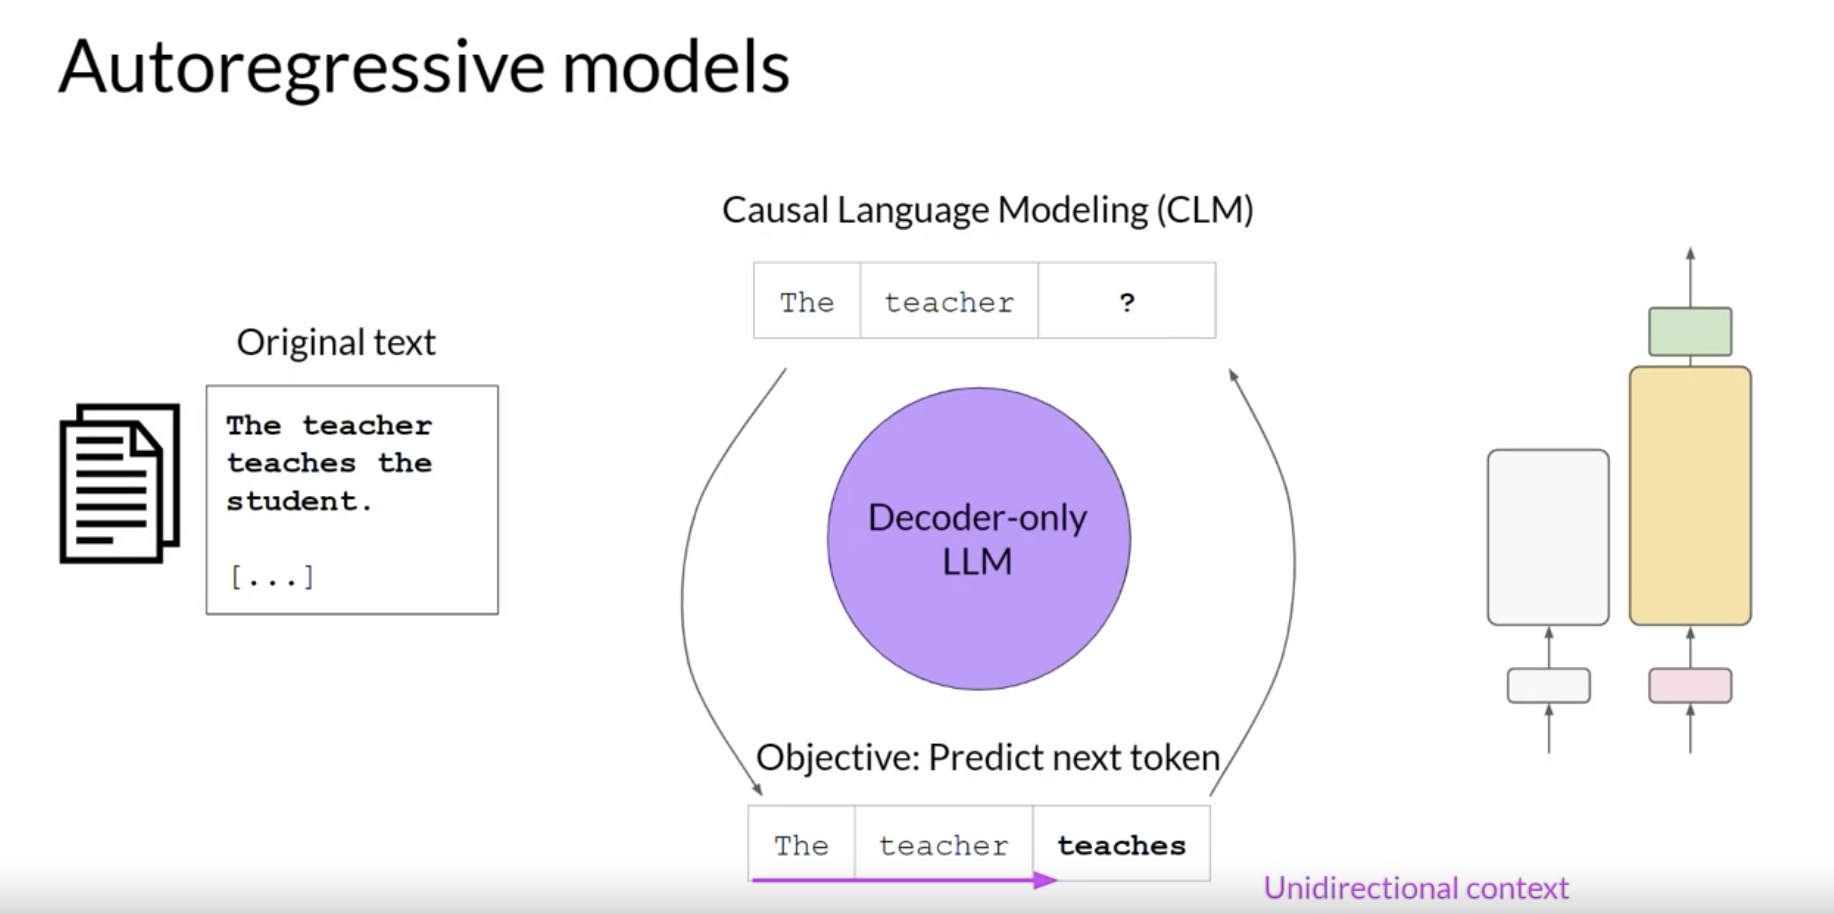 Autoregressive models
Causal Language Modeling (CLM)
The teacher ?
Original text
The teacher
teaches the
student.
[...]
Decoder-only
LLM
Objective: Predict next token
The teacher teaches
Unidirectional context